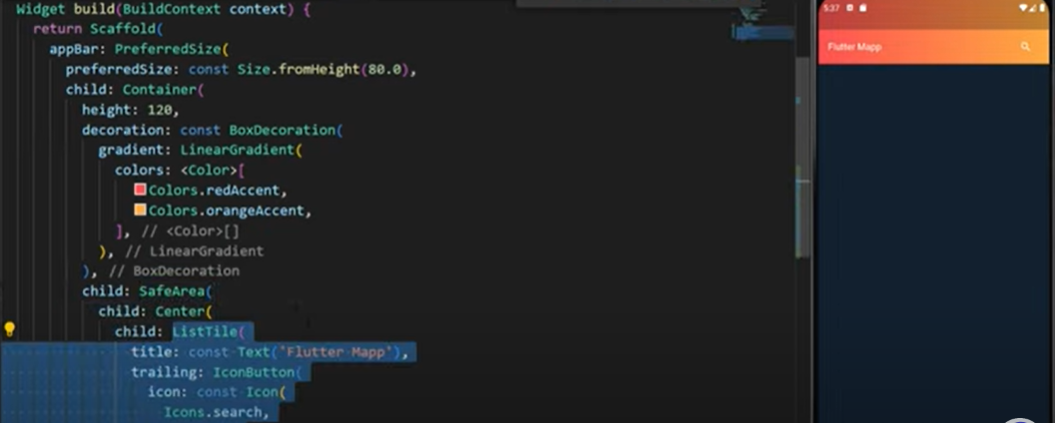 Widget build(BuildContext context) {
return Scaffold(
appBar: PreferredSize(
preferredSize: const Size.fromHeight(80.0),
child: Container(
height: 120,
decoration: const BoxDecoration(
gradient: LinearGradient(
colors: <Color>[
Colors.redAccent,
Colors.orangeAccent,
], // <Color>[]
), // LinearGradient
), // BoxDecoration
child: SafeArea(
child: Center(
child: ListTile(
title: const Text("Flutter Mapp"),
trailing: IconButton(
icon: const Icon(
Icons.search,
5:37
Flutter Mapp